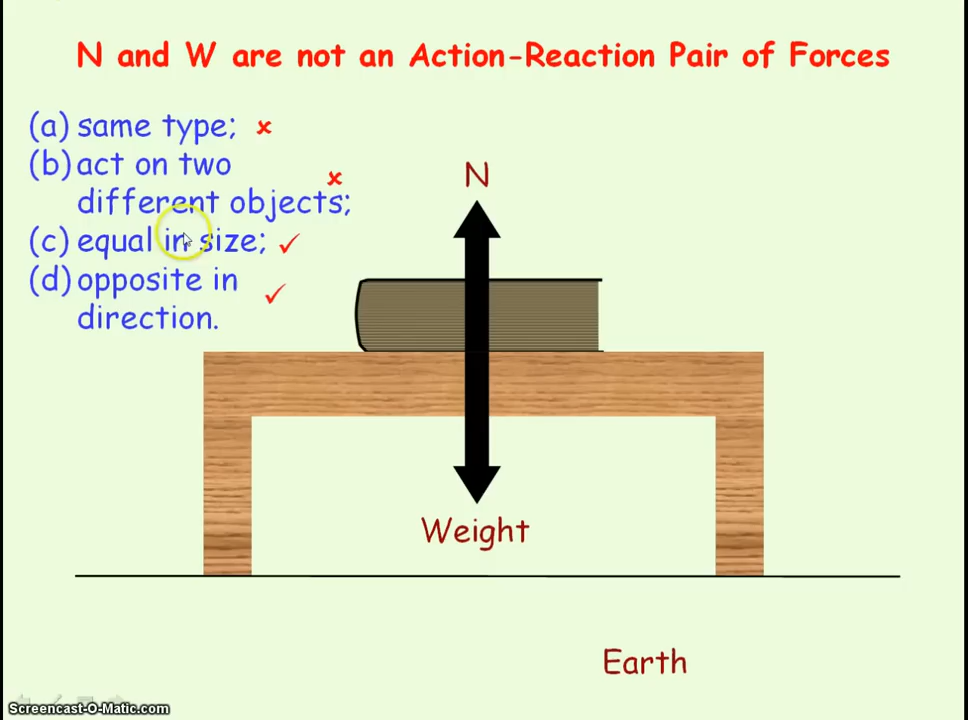 N and W are not an Action-Reaction Pair of Forces
(a) same type; ×
(b) act on two
different objects; ×
(c) equal in size; ✓
(d) opposite in
direction. ✓
N
Weight
Earth
Screencast-O-Matic.com